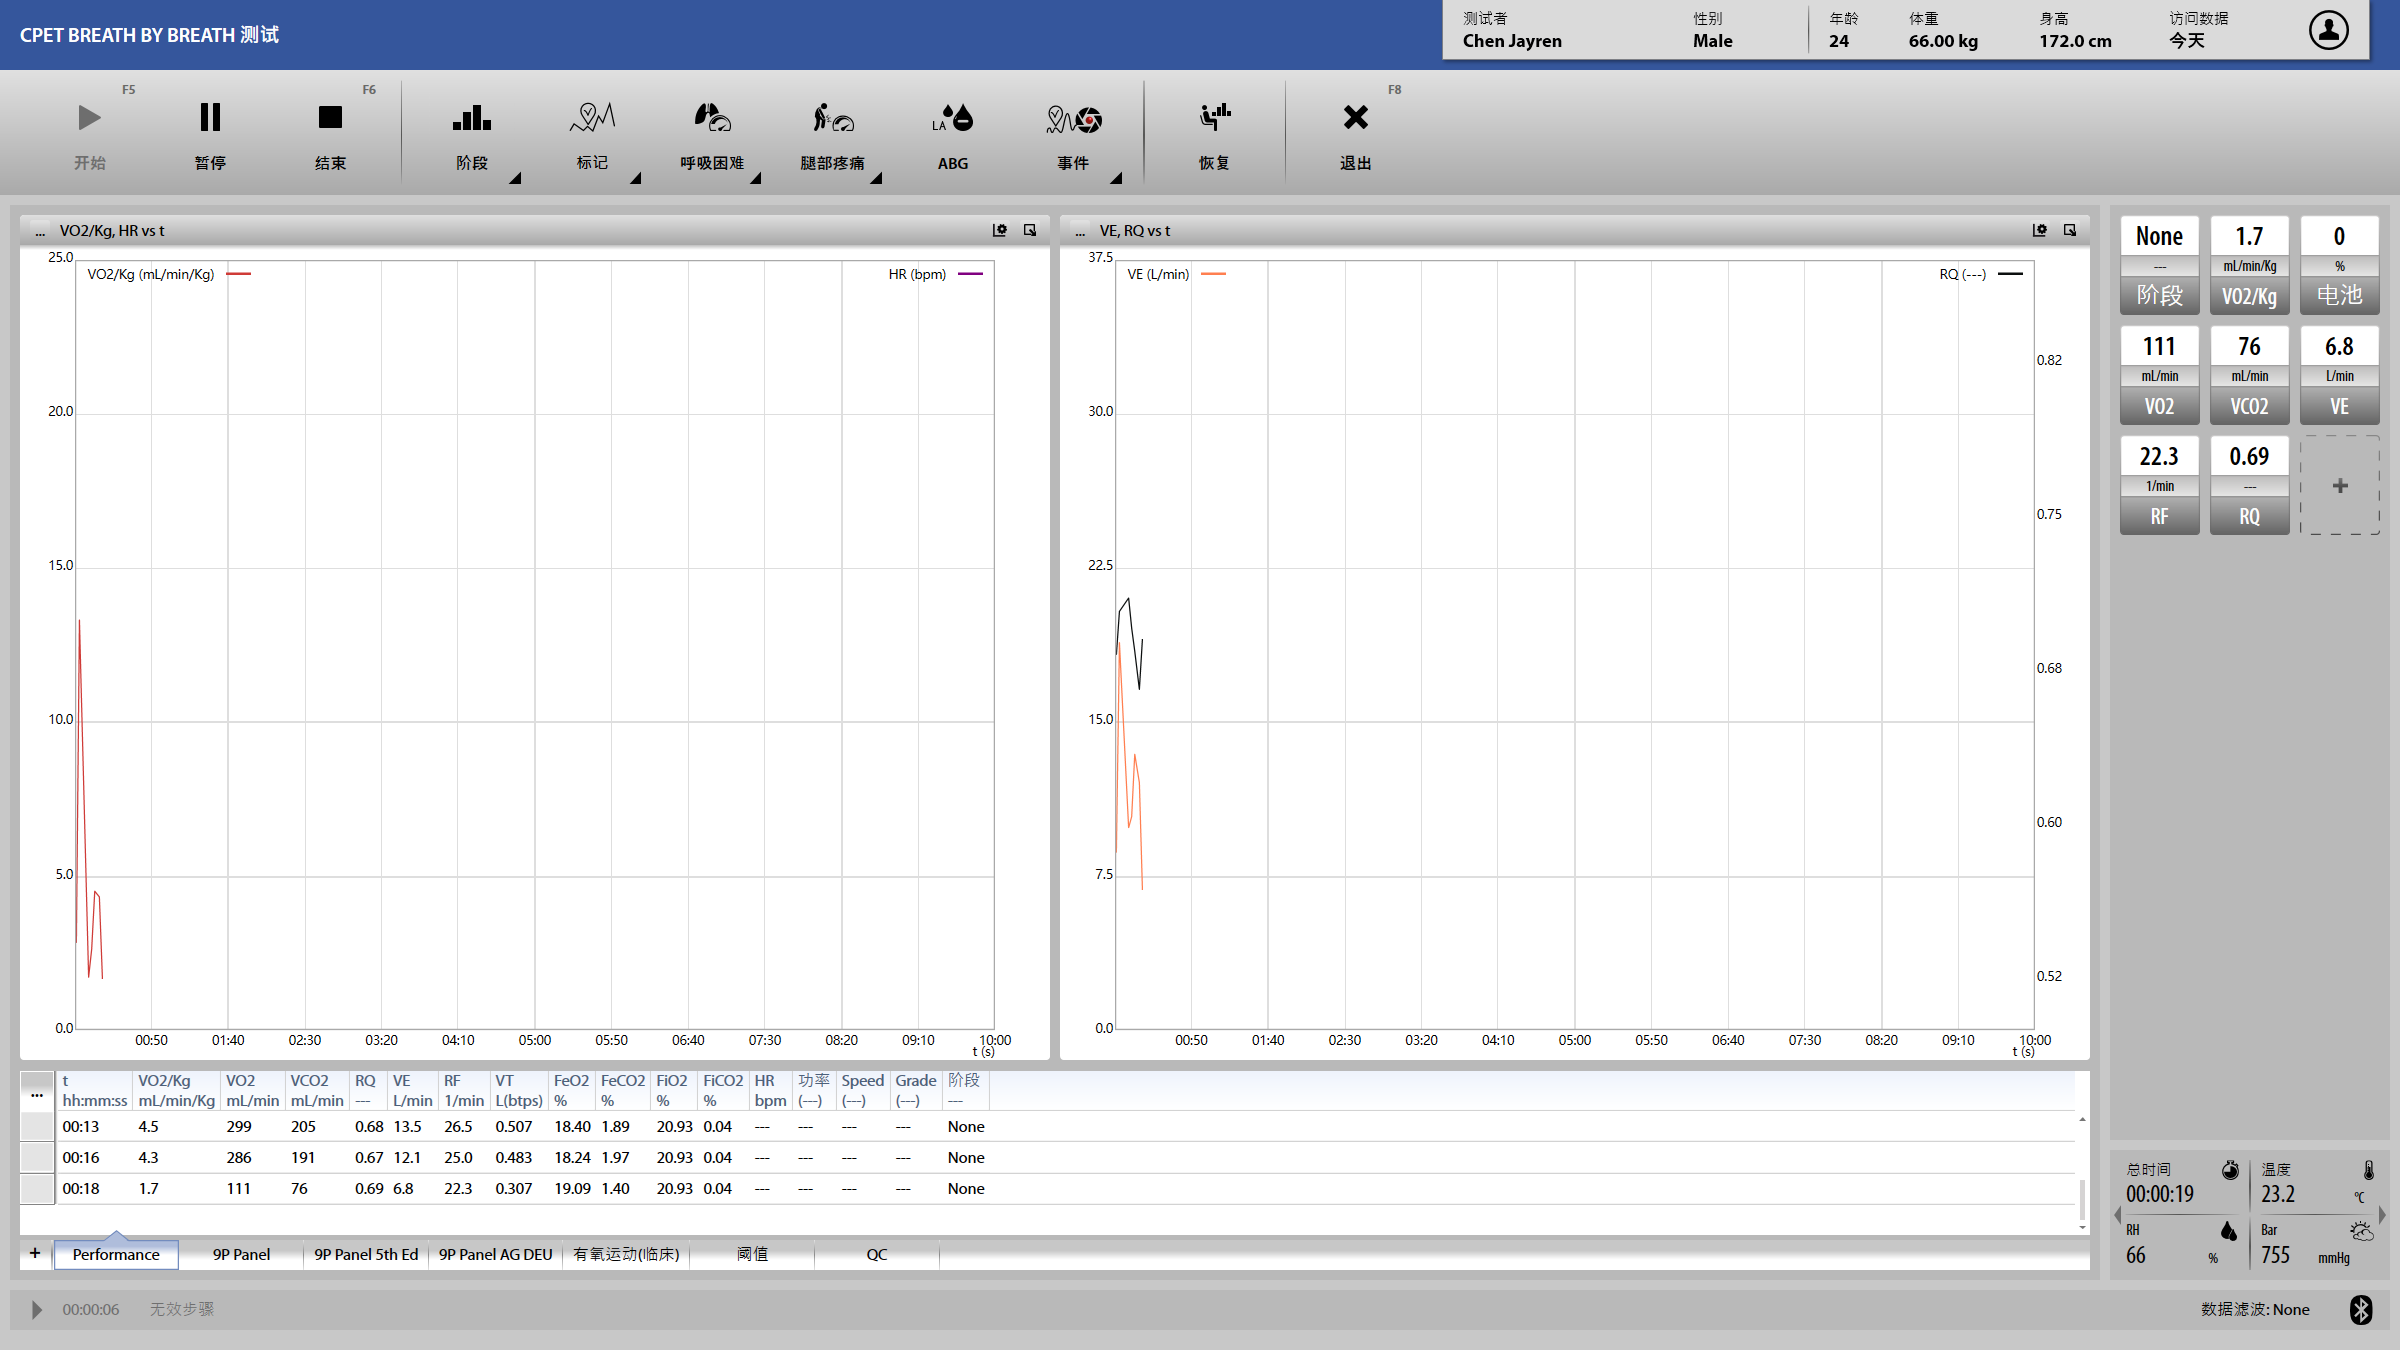 CPET BREATH BY BREATH 测试
测试者 性别 年龄 体重 身高 访问数据
Chen Jayren Male 24 66.00 kg 172.0 cm 今天
F5 F6 F8
开始 暂停 结束 阶段 标记 呼吸困难 腿部疼痛 LA ABG 事件 恢复 退出
... VO2/Kg, HR vs t
VO2/Kg (mL/min/Kg) HR (bpm)
25.0
20.0
15.0
10.0
5.0
0.0
00:50 01:40 02:30 03:20 04:10 05:00 05:50 06:40 07:30 08:20 09:10 10:00
t (s)
... VE, RQ vs t
VE (L/min) RQ (---)
37.5
30.0
22.5
15.0
7.5
0.0
0.82
0.75
0.68
0.60
0.52
00:50 01:40 02:30 03:20 04:10 05:00 05:50 06:40 07:30 08:20 09:10 10:00
t (s)
None 1.7 0
--- mL/min/Kg %
阶段 VO2/Kg 电池
111 76 6.8
mL/min mL/min L/min
VO2 VCO2 VE
22.3 0.69
1/min --- +
RF RQ
... t VO2/Kg VO2 VCO2 RQ VE RF VT FeO2 FeCO2 FiO2 FiCO2 HR 功率 Speed Grade 阶段
hh:mm:ss mL/min/Kg mL/min mL/min --- L/min 1/min L(btps) % % % % bpm (---) (---) (---) ---
00:13 4.5 299 205 0.68 13.5 26.5 0.507 18.40 1.89 20.93 0.04 --- --- --- --- None
00:16 4.3 286 191 0.67 12.1 25.0 0.483 18.24 1.97 20.93 0.04 --- --- --- --- None
00:18 1.7 111 76 0.69 6.8 22.3 0.307 19.09 1.40 20.93 0.04 --- --- --- --- None
+ Performance 9P Panel 9P Panel 5th Ed 9P Panel AG DEU 有氧运动(临床) 阈值 QC
总时间 温度
00:00:19 23.2 ℃
RH Bar
66 % 755 mmHg
00:00:06 无效步骤 数据滤波: None